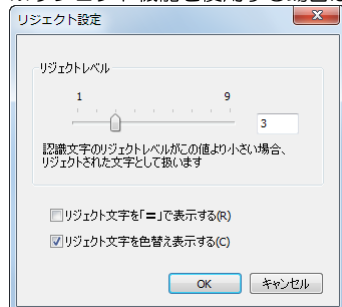 リジェクト設定
リジェクトレベル
1 9
3
認識文字のリジェクトレベルがこの値より小さい場合、
リジェクトされた文字として扱います
リジェクト文字を「=」で表示する(R)
リジェクト文字を色替え表示する(C)
OK キャンセル